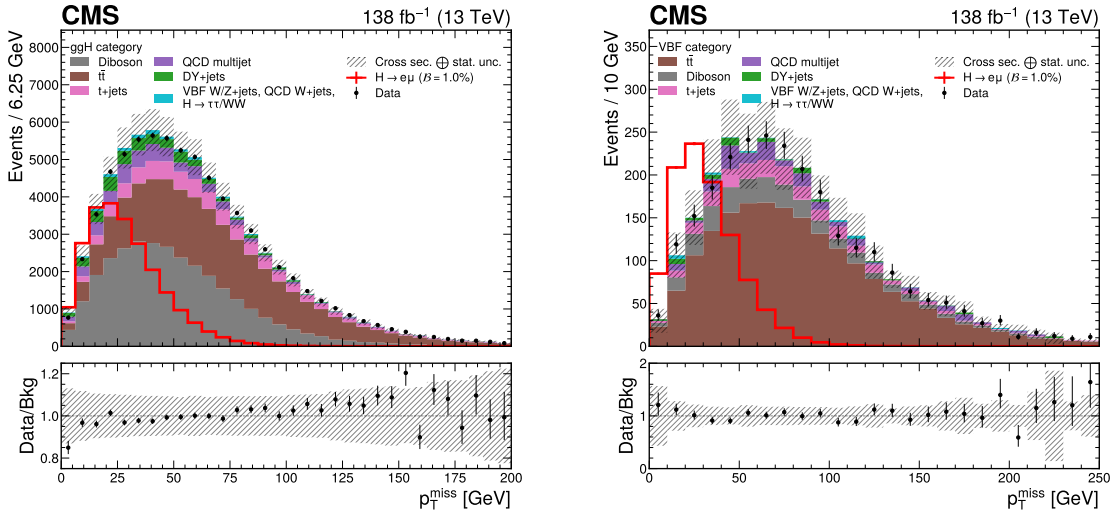 CMS 138 fb⁻¹ (13 TeV)
Events / 6.25 GeV
8000
7000
6000
5000
4000
3000
2000
1000
0
ggH category
Diboson
tt̄
t+jets
QCD multijet
DY+jets
VBF W/Z+jets, QCD W+jets,
H → ττ/WW
Cross sec. ⊕ stat. unc.
H → eμ (ℬ = 1.0%)
Data
Data/Bkg
1.2
1.0
0.8
0 25 50 75 100 125 150 175 200
p_T^miss [GeV]
CMS 138 fb⁻¹ (13 TeV)
Events / 10 GeV
350
300
250
200
150
100
50
0
VBF category
tt̄
Diboson
t+jets
QCD multijet
DY+jets
VBF W/Z+jets, QCD W+jets,
H → ττ/WW
Cross sec. ⊕ stat. unc.
H → eμ (ℬ = 1.0%)
Data
Data/Bkg
2
1
0
0 50 100 150 200 250
p_T^miss [GeV]